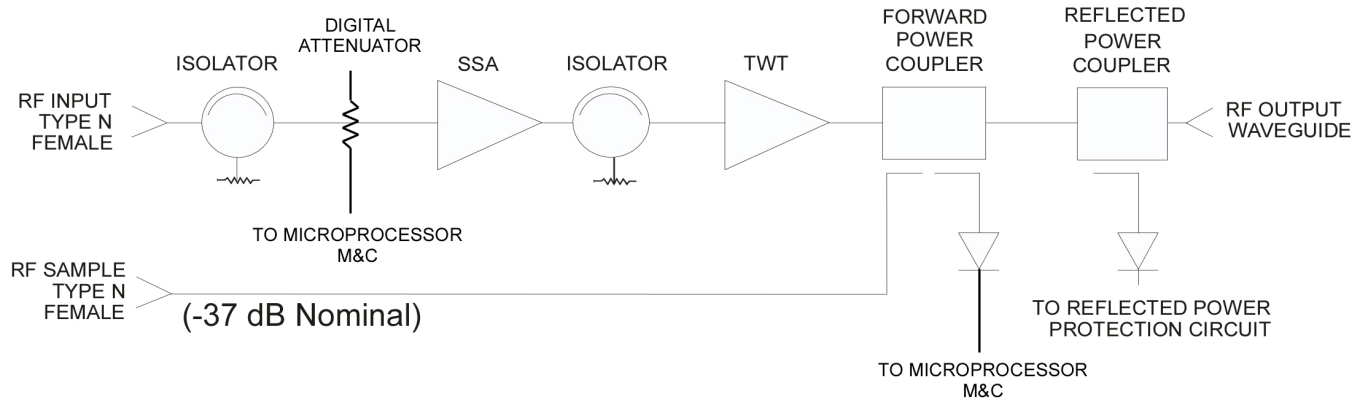 RF INPUT
TYPE N
FEMALE
ISOLATOR
DIGITAL
ATTENUATOR
TO MICROPROCESSOR
M&C
SSA
ISOLATOR
TWT
FORWARD
POWER
COUPLER
REFLECTED
POWER
COUPLER
RF OUTPUT
WAVEGUIDE
RF SAMPLE
TYPE N
FEMALE
(-37 dB Nominal)
TO MICROPROCESSOR
M&C
TO REFLECTED POWER
PROTECTION CIRCUIT